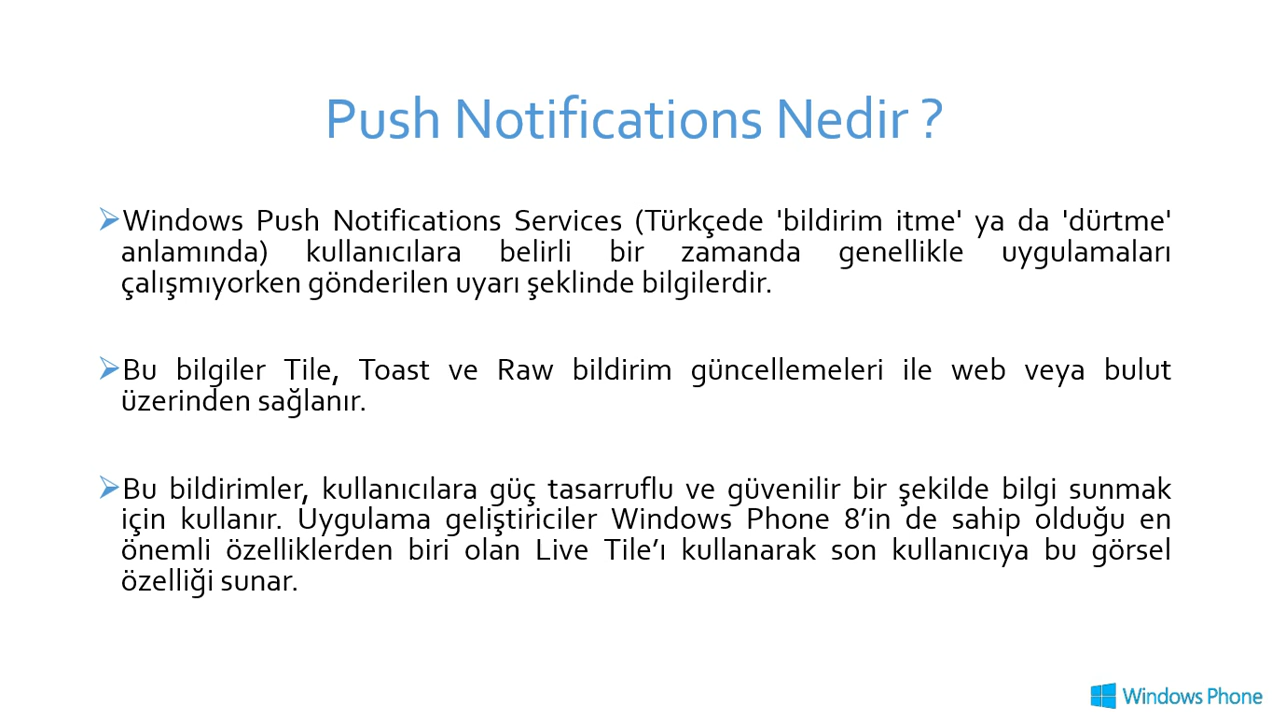 Push Notifications Nedir ?
Windows Push Notifications Services (Türkçede 'bildirim itme' ya da 'dürtme'
anlamında) kullanıcılara belirli bir zamanda genellikle uygulamaları
çalışmıyorken gönderilen uyarı şeklinde bilgilerdir.
Bu bilgiler Tile, Toast ve Raw bildirim güncellemeleri ile web veya bulut
üzerinden sağlanır.
Bu bildirimler, kullanıcılara güç tasarruflu ve güvenilir bir şekilde bilgi sunmak
için kullanır. Uygulama geliştiriciler Windows Phone 8’in de sahip olduğu en
önemli özelliklerden biri olan Live Tile’ı kullanarak son kullanıcıya bu görsel
özelliği sunar.
Windows Phone